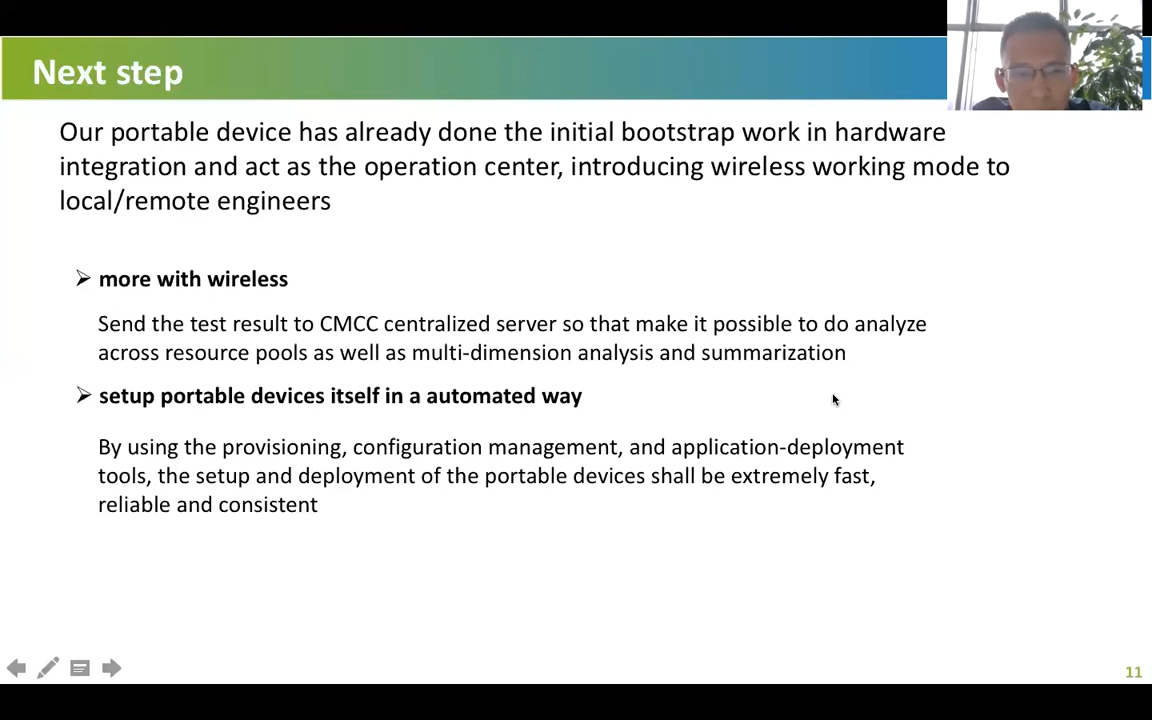 Next step
Our portable device has already done the initial bootstrap work in hardware
integration and act as the operation center, introducing wireless working mode to
local/remote engineers
more with wireless
Send the test result to CMCC centralized server so that make it possible to do analyze
across resource pools as well as multi-dimension analysis and summarization
setup portable devices itself in a automated way
By using the provisioning, configuration management, and application-deployment
tools, the setup and deployment of the portable devices shall be extremely fast,
reliable and consistent
11